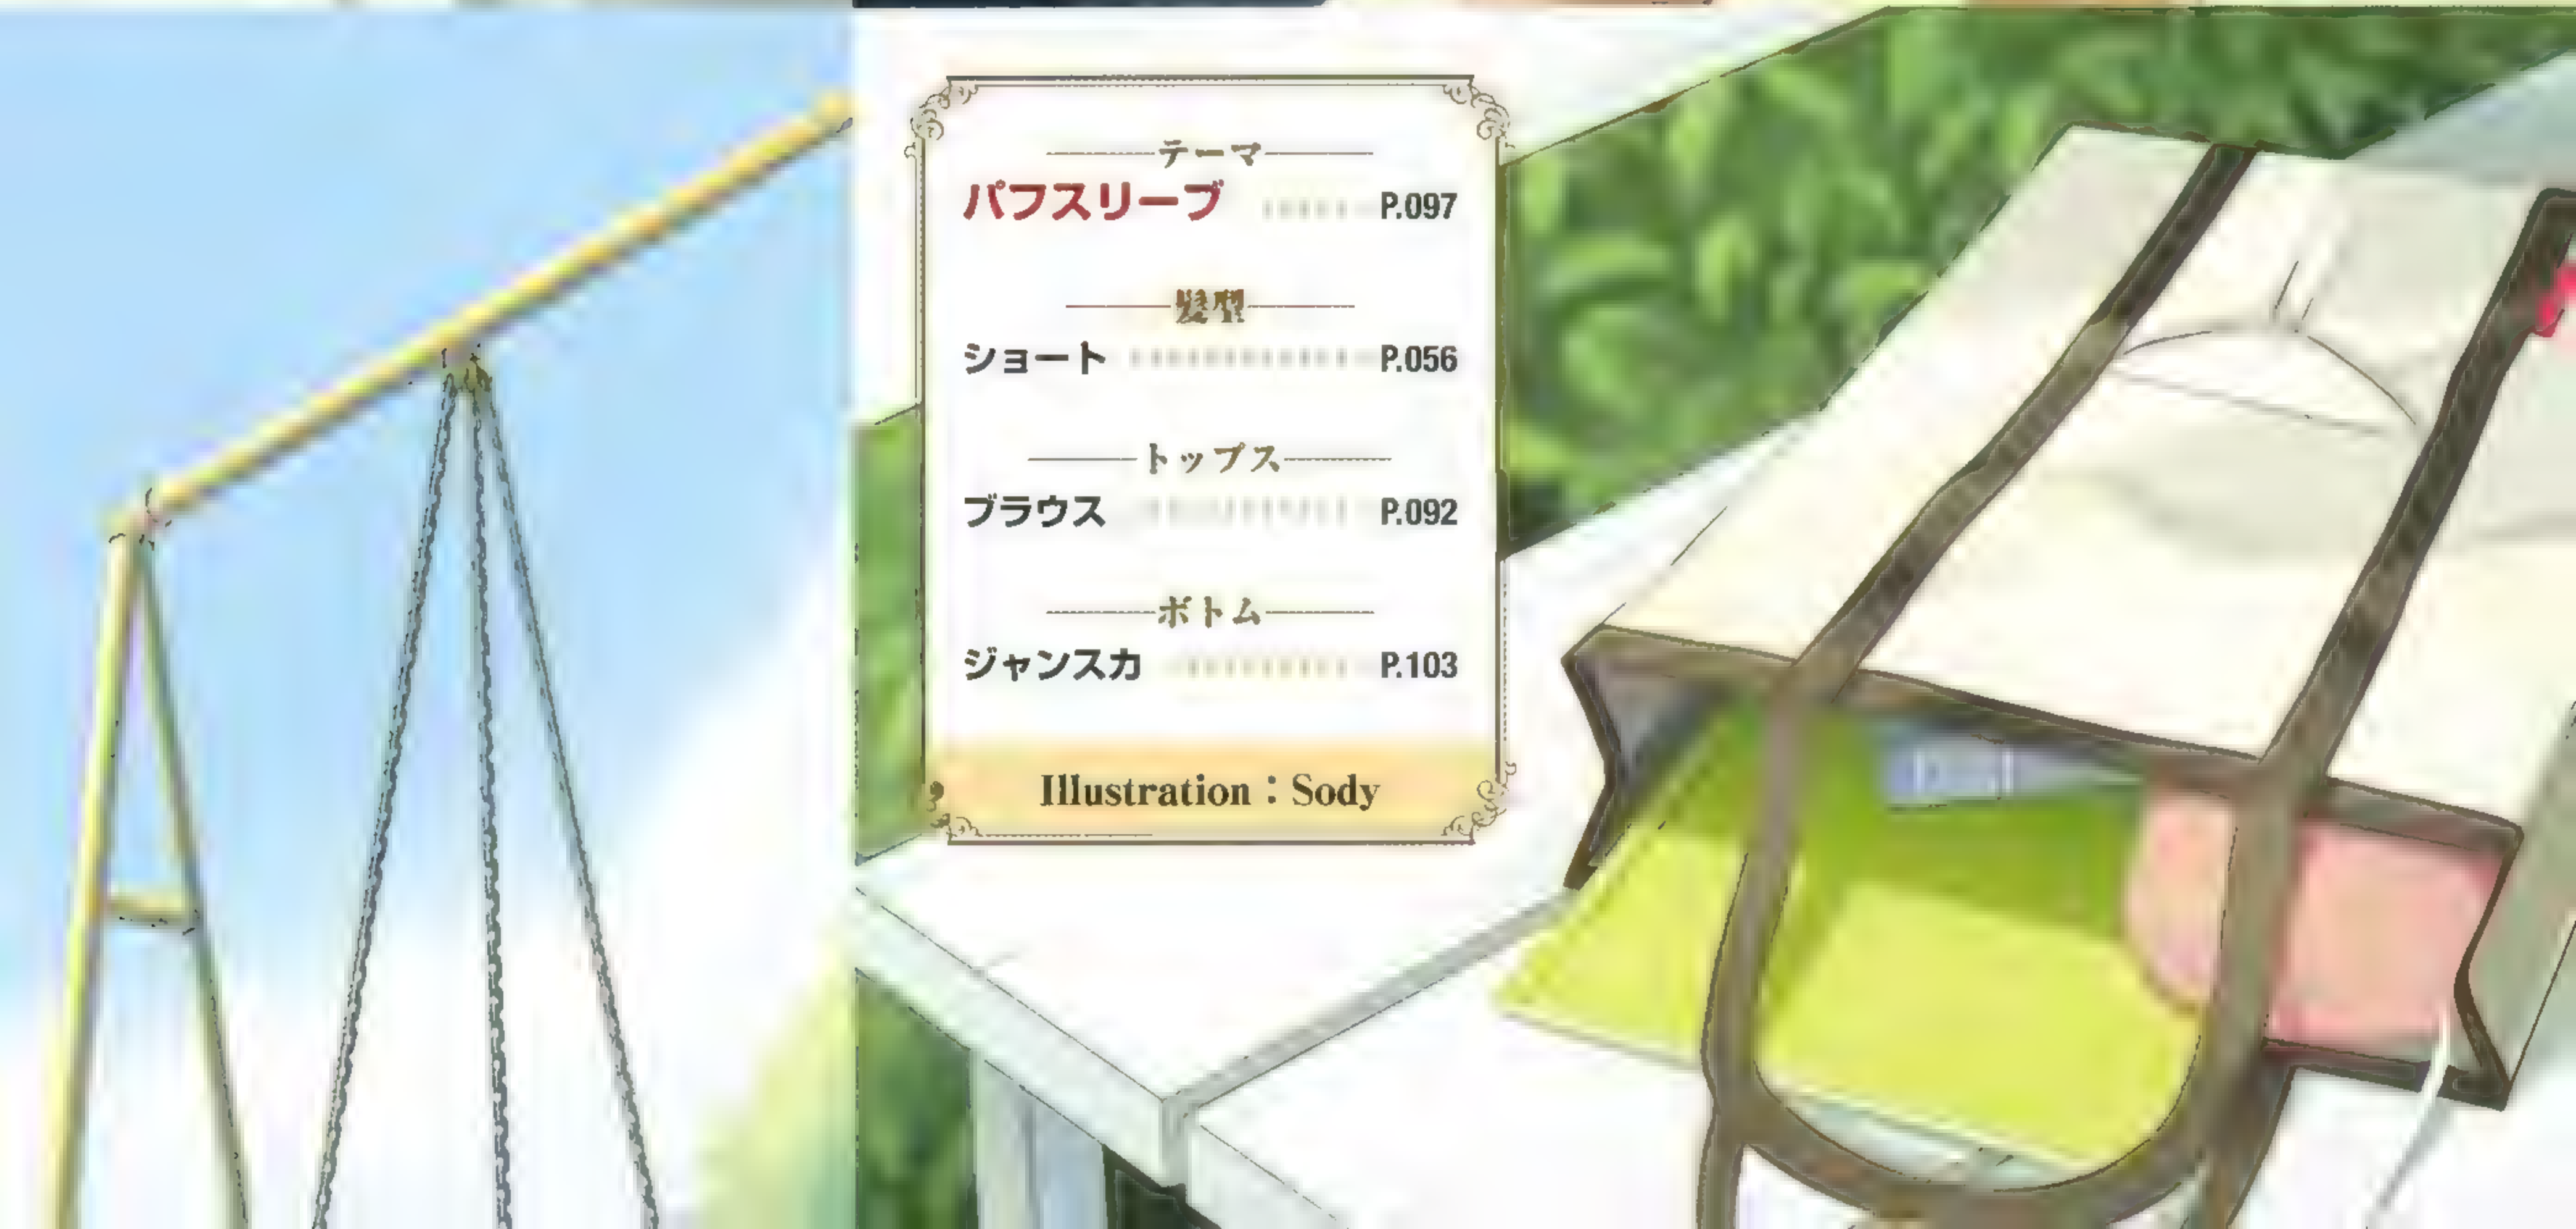 テーマ
パフスリーブ P.097
髪型
ショート P.056
トップス
ブラウス P.092
ボトム
ジャンスカ P.103
Illustration：Sody